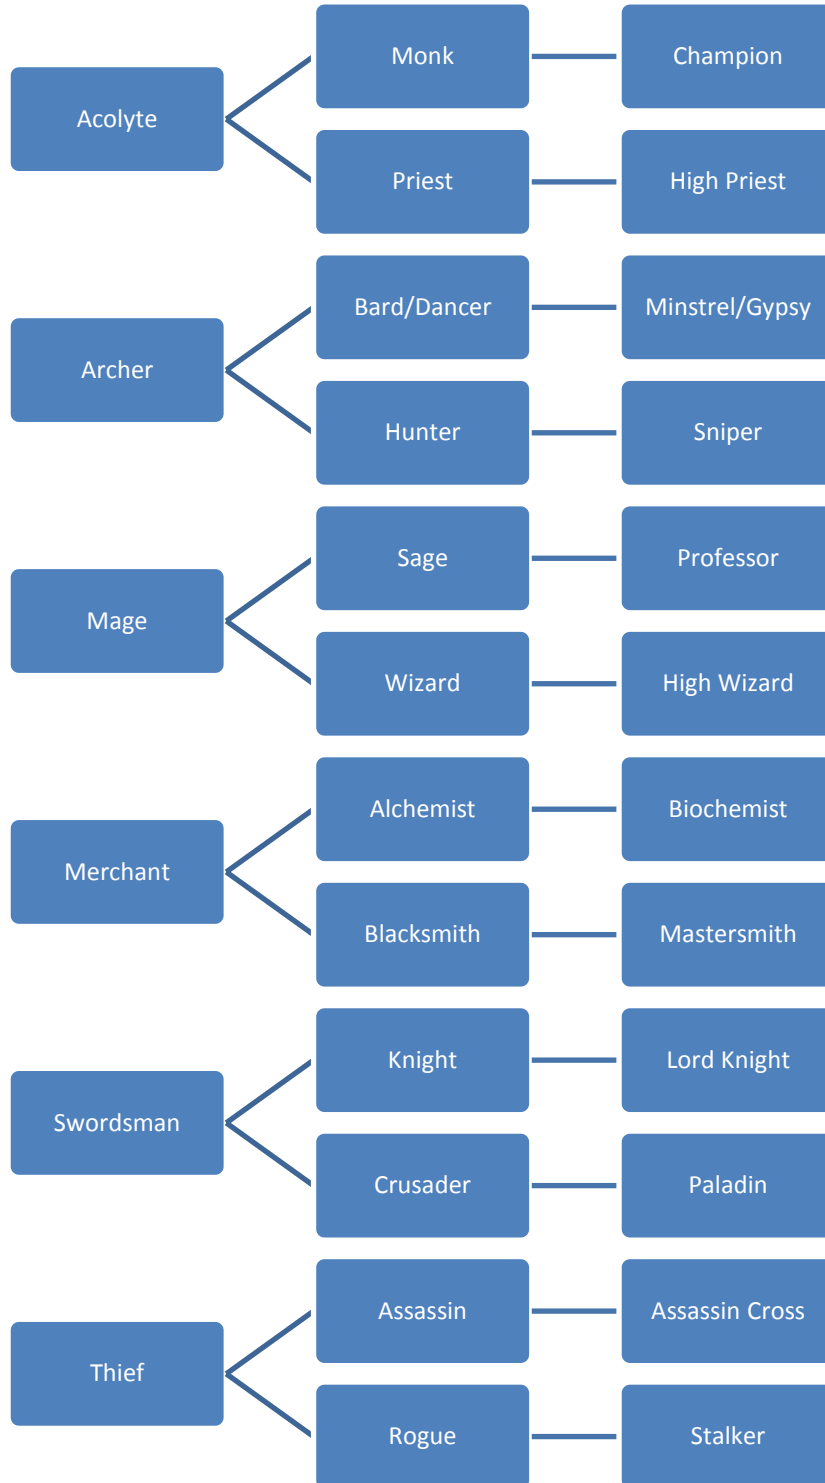 Monk
Champion
Acolyte
Priest
High Priest
Bard/Dancer
Minstrel/Gypsy
Archer
Hunter
Sniper
Sage
Professor
Mage
Wizard
High Wizard
Alchemist
Biochemist
Merchant
Blacksmith
Mastersmith
Knight
Lord Knight
Swordsman
Crusader
Paladin
Assassin
Assassin Cross
Thief
Rogue
Stalker